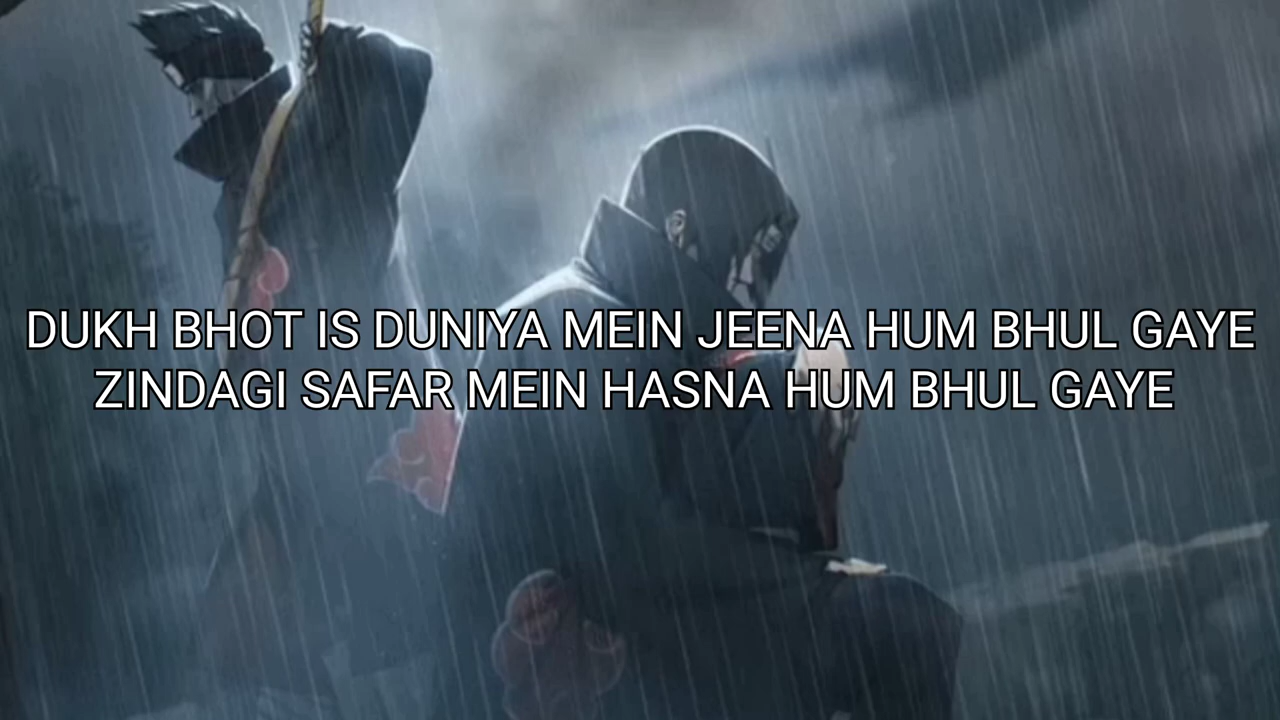 DUKH BHOT IS DUNIYA MEIN JEENA HUM BHUL GAYE
ZINDAGI SAFAR MEIN HASNA HUM BHUL GAYE